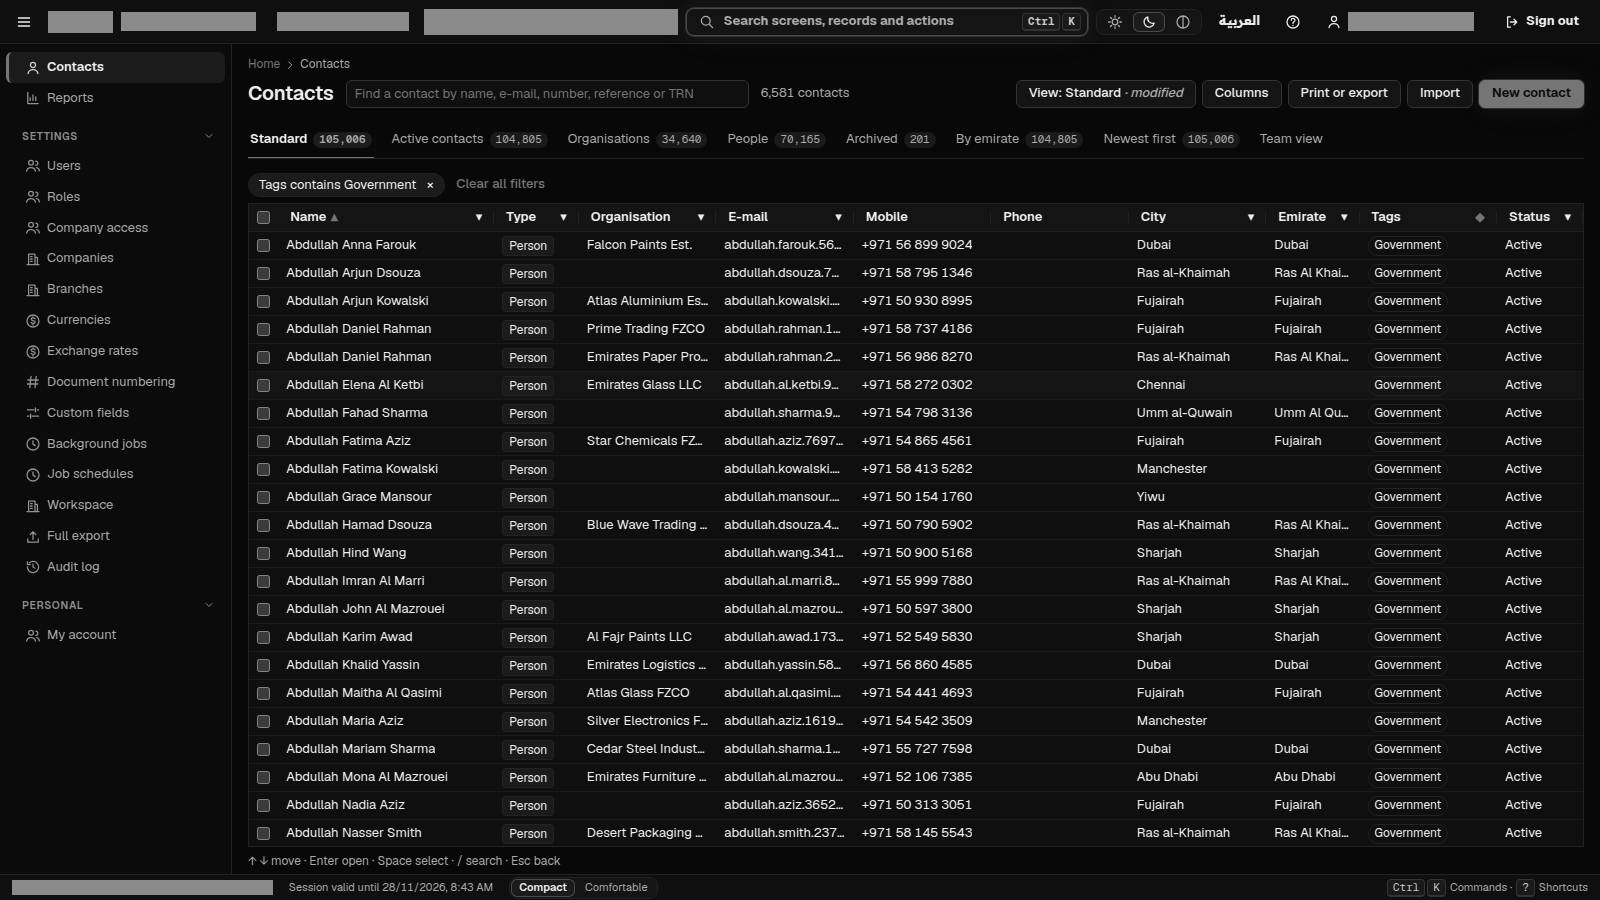 Search screens, records and actions Ctrl K العربية Sign out
Contacts
Reports
SETTINGS
Users
Roles
Company access
Companies
Branches
Currencies
Exchange rates
Document numbering
Custom fields
Background jobs
Job schedules
Workspace
Full export
Audit log
PERSONAL
My account
Home > Contacts
Contacts Find a contact by name, e-mail, number, reference or TRN 6,581 contacts View: Standard · modified Columns Print or export Import New contact
Standard 105,006 Active contacts 104,805 Organisations 34,640 People 70,165 Archived 201 By emirate 104,805 Newest first 105,006 Team view
Tags contains Government × Clear all filters
Name ▲ Type Organisation E-mail Mobile Phone City Emirate Tags Status
Abdullah Anna Farouk Person Falcon Paints Est. abdullah.farouk.56… +971 56 899 9024 Dubai Dubai Government Active
Abdullah Arjun Dsouza Person abdullah.dsouza.7… +971 58 795 1346 Ras al-Khaimah Ras Al Khai… Government Active
Abdullah Arjun Kowalski Person Atlas Aluminium Es… abdullah.kowalski.… +971 50 930 8995 Fujairah Fujairah Government Active
Abdullah Daniel Rahman Person Prime Trading FZCO abdullah.rahman.1… +971 58 737 4186 Fujairah Fujairah Government Active
Abdullah Daniel Rahman Person Emirates Paper Pro… abdullah.rahman.2… +971 56 986 8270 Ras al-Khaimah Ras Al Khai… Government Active
Abdullah Elena Al Ketbi Person Emirates Glass LLC abdullah.al.ketbi.9… +971 58 272 0302 Chennai Government Active
Abdullah Fahad Sharma Person abdullah.sharma.9… +971 54 798 3136 Umm al-Quwain Umm Al Qu… Government Active
Abdullah Fatima Aziz Person Star Chemicals FZ… abdullah.aziz.7697… +971 54 865 4561 Fujairah Fujairah Government Active
Abdullah Fatima Kowalski Person abdullah.kowalski.… +971 58 413 5282 Manchester Government Active
Abdullah Grace Mansour Person abdullah.mansour.… +971 50 154 1760 Yiwu Government Active
Abdullah Hamad Dsouza Person Blue Wave Trading … abdullah.dsouza.4… +971 50 790 5902 Ras al-Khaimah Ras Al Khai… Government Active
Abdullah Hind Wang Person abdullah.wang.341… +971 50 900 5168 Sharjah Sharjah Government Active
Abdullah Imran Al Marri Person abdullah.al.marri.8… +971 55 999 7880 Ras al-Khaimah Ras Al Khai… Government Active
Abdullah John Al Mazrouei Person abdullah.al.mazrou… +971 50 597 3800 Sharjah Sharjah Government Active
Abdullah Karim Awad Person Al Fajr Paints LLC abdullah.awad.173… +971 52 549 5830 Sharjah Sharjah Government Active
Abdullah Khalid Yassin Person Emirates Logistics … abdullah.yassin.58… +971 56 860 4585 Dubai Dubai Government Active
Abdullah Maitha Al Qasimi Person Atlas Glass FZCO abdullah.al.qasimi.… +971 54 441 4693 Fujairah Fujairah Government Active
Abdullah Maria Aziz Person Silver Electronics F… abdullah.aziz.1619… +971 54 542 3509 Manchester Government Active
Abdullah Mariam Sharma Person Cedar Steel Indust… abdullah.sharma.1… +971 55 727 7598 Dubai Dubai Government Active
Abdullah Mona Al Mazrouei Person Emirates Furniture … abdullah.al.mazrou… +971 52 106 7385 Abu Dhabi Abu Dhabi Government Active
Abdullah Nadia Aziz Person abdullah.aziz.3652… +971 50 313 3051 Fujairah Fujairah Government Active
Abdullah Nasser Smith Person Desert Packaging … abdullah.smith.237… +971 58 145 5543 Ras al-Khaimah Ras Al Khai… Government Active
↑↓ move · Enter open · Space select · / search · Esc back
Session valid until 28/11/2026, 8:43 AM Compact Comfortable Ctrl K Commands · ? Shortcuts